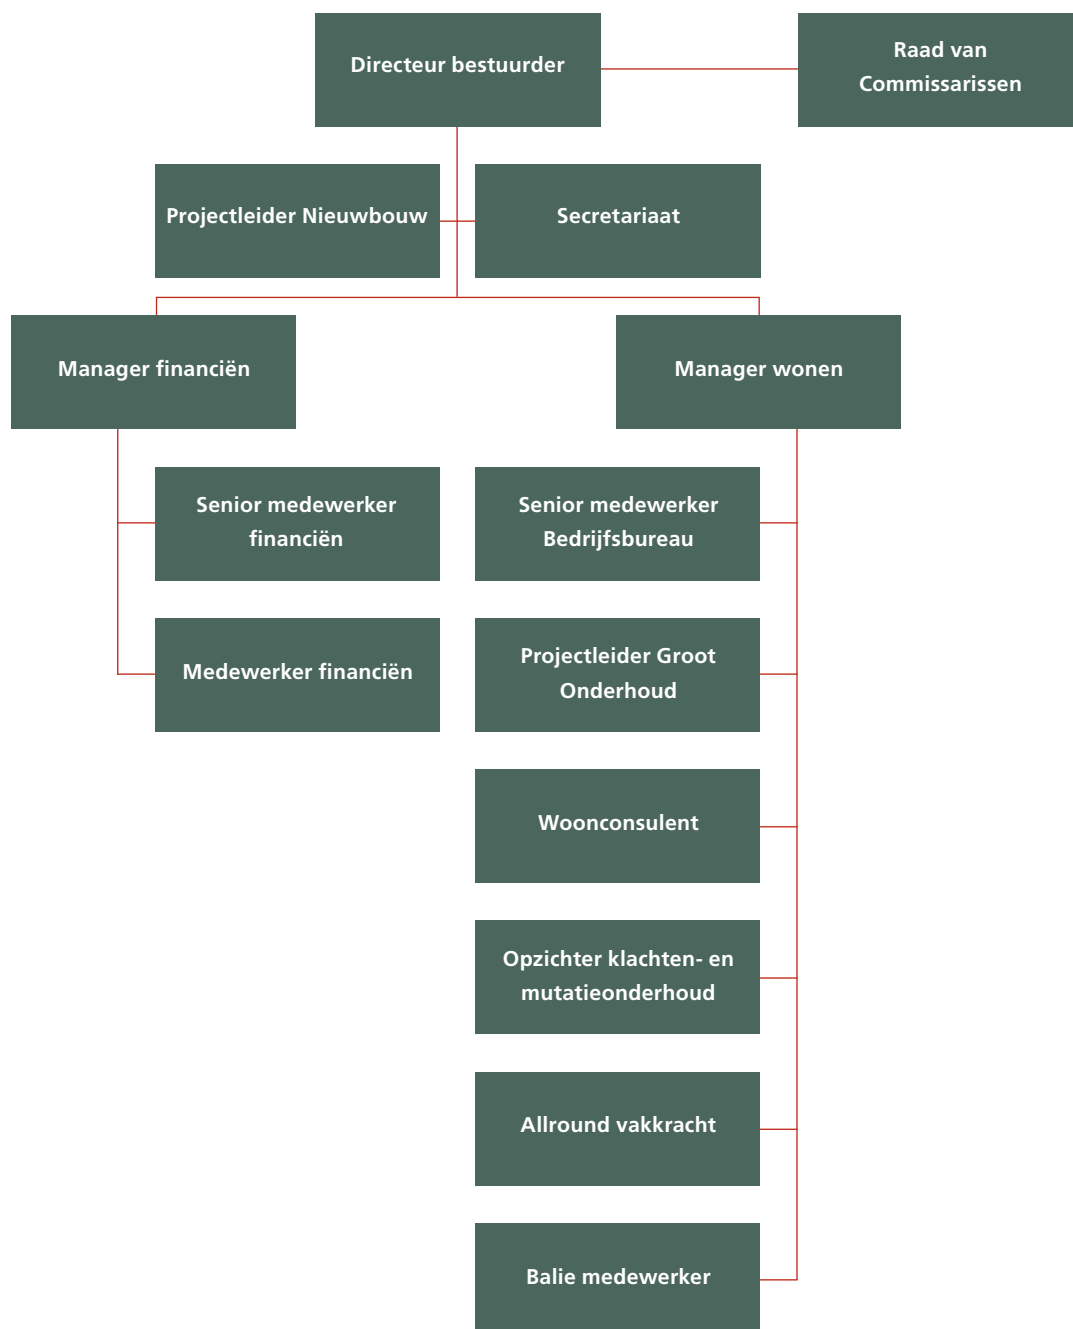 Directeur bestuurder
Raad van
Commissarissen
Projectleider Nieuwbouw
Secretariaat
Manager financiën
Manager wonen
Senior medewerker
financiën
Senior medewerker
Bedrijfsbureau
Medewerker financiën
Projectleider Groot
Onderhoud
Woonconsulent
Opzichter klachten- en
mutatieonderhoud
Allround vakkracht
Balie medewerker